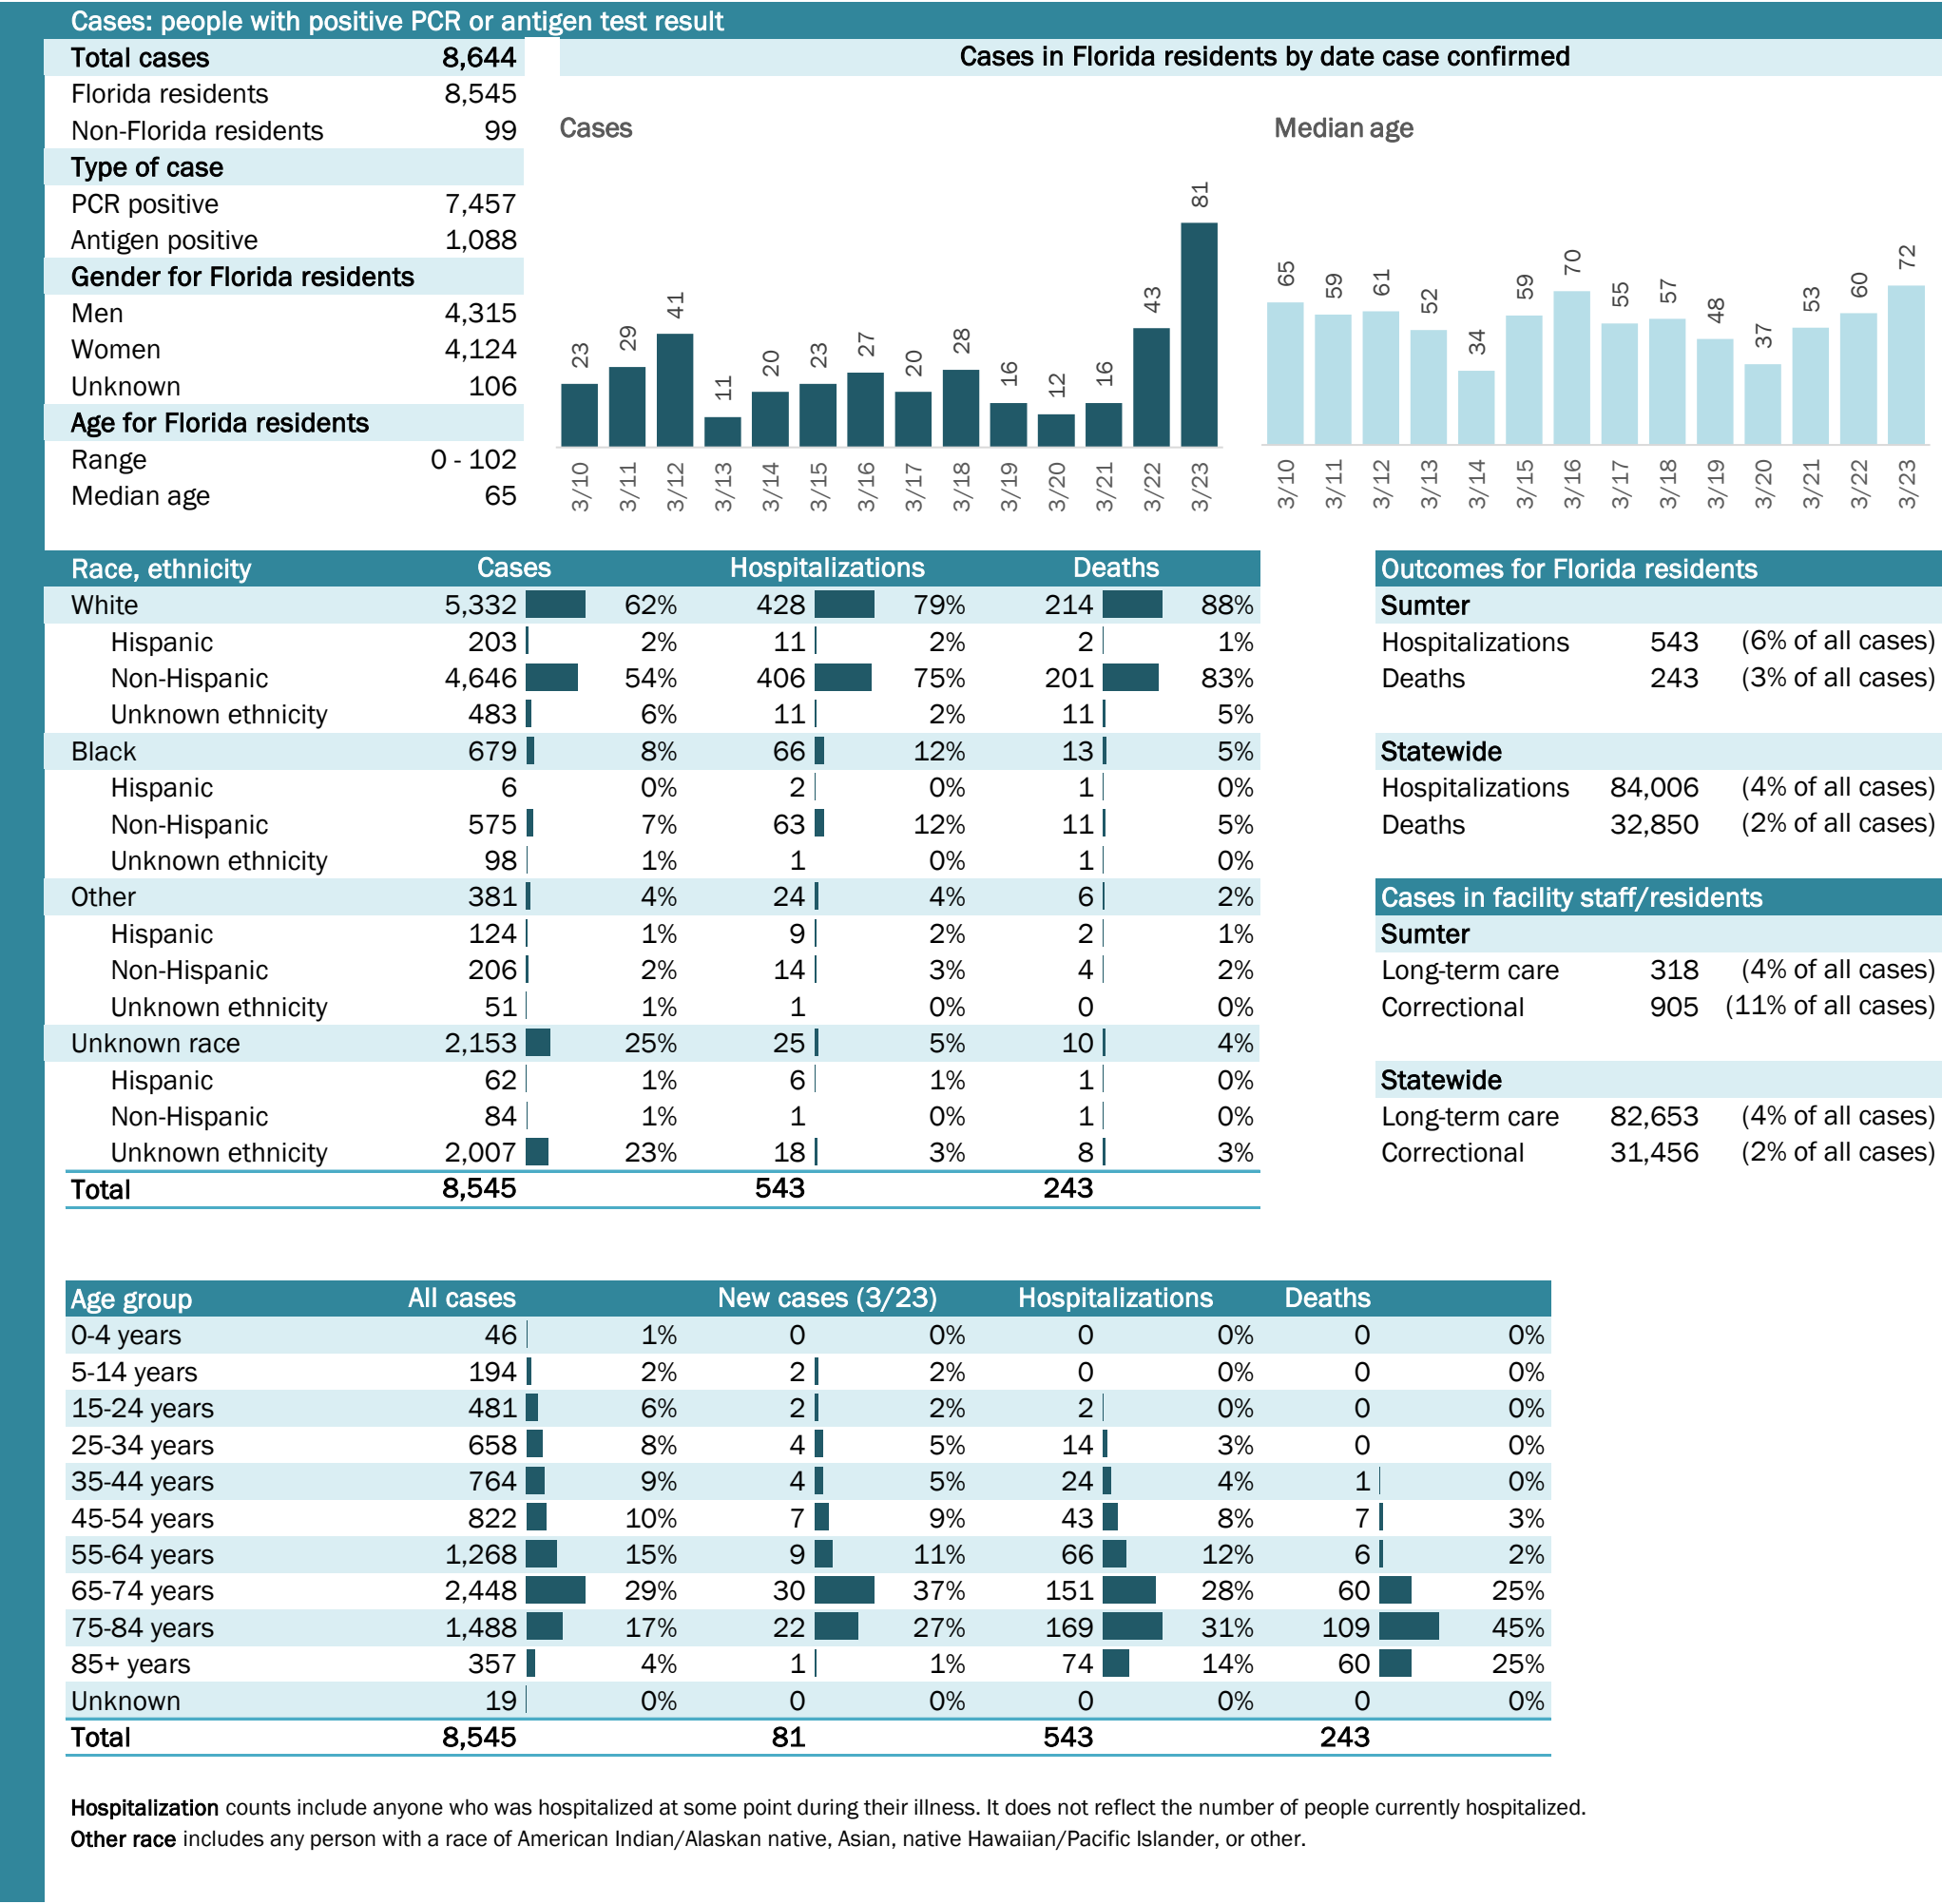 Cases: people with positive PCR or antigen test result
Total cases 8,644
Florida residents 8,545
Non-Florida residents 99
Type of case
PCR positive 7,457
Antigen positive 1,088
Gender for Florida residents
Men 4,315
Women 4,124
Unknown 106
Age for Florida residents
Range 0 - 102
Median age 65
Cases in Florida residents by date case confirmed
Cases
23 29 41 11 20 23 27 20 28 16 12 16 43 81
3/10 3/11 3/12 3/13 3/14 3/15 3/16 3/17 3/18 3/19 3/20 3/21 3/22 3/23
Median age
65 59 61 52 34 59 70 55 57 48 37 53 60 72
3/10 3/11 3/12 3/13 3/14 3/15 3/16 3/17 3/18 3/19 3/20 3/21 3/22 3/23
Race, ethnicity Cases Hospitalizations Deaths
White 5,332 62% 428 79% 214 88%
Hispanic 203 2% 11 2% 2 1%
Non-Hispanic 4,646 54% 406 75% 201 83%
Unknown ethnicity 483 6% 11 2% 11 5%
Black 679 8% 66 12% 13 5%
Hispanic 6 0% 2 0% 1 0%
Non-Hispanic 575 7% 63 12% 11 5%
Unknown ethnicity 98 1% 1 0% 1 0%
Other 381 4% 24 4% 6 2%
Hispanic 124 1% 9 2% 2 1%
Non-Hispanic 206 2% 14 3% 4 2%
Unknown ethnicity 51 1% 1 0% 0 0%
Unknown race 2,153 25% 25 5% 10 4%
Hispanic 62 1% 6 1% 1 0%
Non-Hispanic 84 1% 1 0% 1 0%
Unknown ethnicity 2,007 23% 18 3% 8 3%
Total 8,545 543 243
Outcomes for Florida residents
Sumter
Hospitalizations 543 (6% of all cases)
Deaths 243 (3% of all cases)
Statewide
Hospitalizations 84,006 (4% of all cases)
Deaths 32,850 (2% of all cases)
Cases in facility staff/residents
Sumter
Long-term care 318 (4% of all cases)
Correctional 905 (11% of all cases)
Statewide
Long-term care 82,653 (4% of all cases)
Correctional 31,456 (2% of all cases)
Age group All cases New cases (3/23) Hospitalizations Deaths
0-4 years 46 1% 0 0% 0 0% 0 0%
5-14 years 194 2% 2 2% 0 0% 0 0%
15-24 years 481 6% 2 2% 2 0% 0 0%
25-34 years 658 8% 4 5% 14 3% 0 0%
35-44 years 764 9% 4 5% 24 4% 1 0%
45-54 years 822 10% 7 9% 43 8% 7 3%
55-64 years 1,268 15% 9 11% 66 12% 6 2%
65-74 years 2,448 29% 30 37% 151 28% 60 25%
75-84 years 1,488 17% 22 27% 169 31% 109 45%
85+ years 357 4% 1 1% 74 14% 60 25%
Unknown 19 0% 0 0% 0 0% 0 0%
Total 8,545 81 543 243
Hospitalization counts include anyone who was hospitalized at some point during their illness. It does not reflect the number of people currently hospitalized.
Other race includes any person with a race of American Indian/Alaskan native, Asian, native Hawaiian/Pacific Islander, or other.